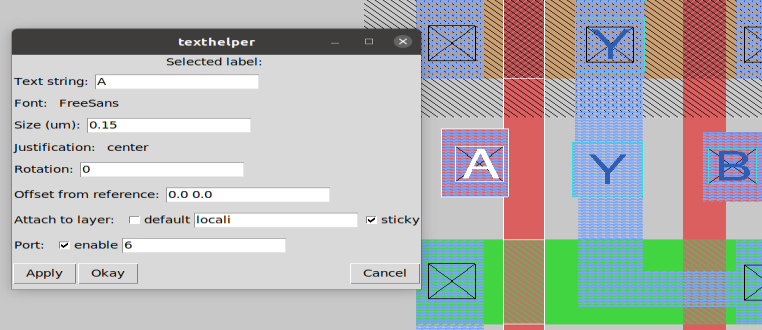 texthelper
Selected label:
Text string: A
Font: FreeSans
Size (um): 0.15
Justification: center
Rotation: 0
Offset from reference: 0.0 0.0
Attach to layer: default locali sticky
Port: enable 6
Apply Okay Cancel
Y
A Y B